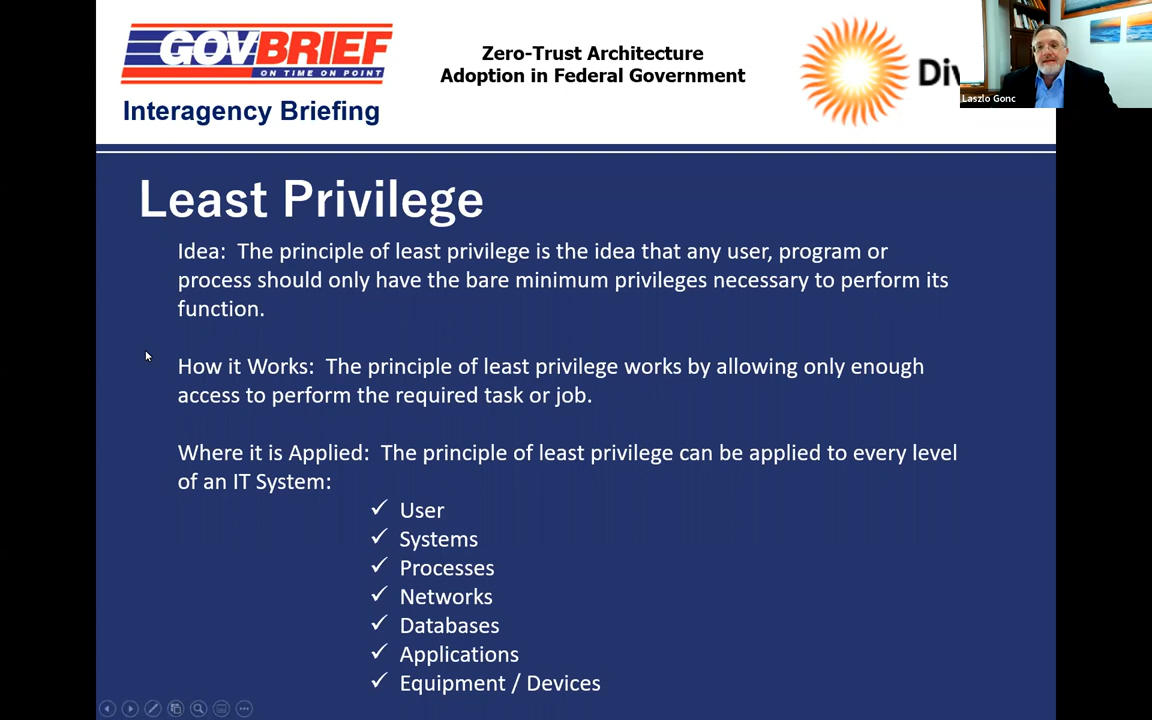 GOVBRIEF
ON TIME ON POINT
Interagency Briefing
Zero-Trust Architecture
Adoption in Federal Government
Laszlo Gonc
Least Privilege
Idea:  The principle of least privilege is the idea that any user, program or
process should only have the bare minimum privileges necessary to perform its
function.
How it Works:  The principle of least privilege works by allowing only enough
access to perform the required task or job.
Where it is Applied:  The principle of least privilege can be applied to every level
of an IT System:
✓ User
✓ Systems
✓ Processes
✓ Networks
✓ Databases
✓ Applications
✓ Equipment / Devices